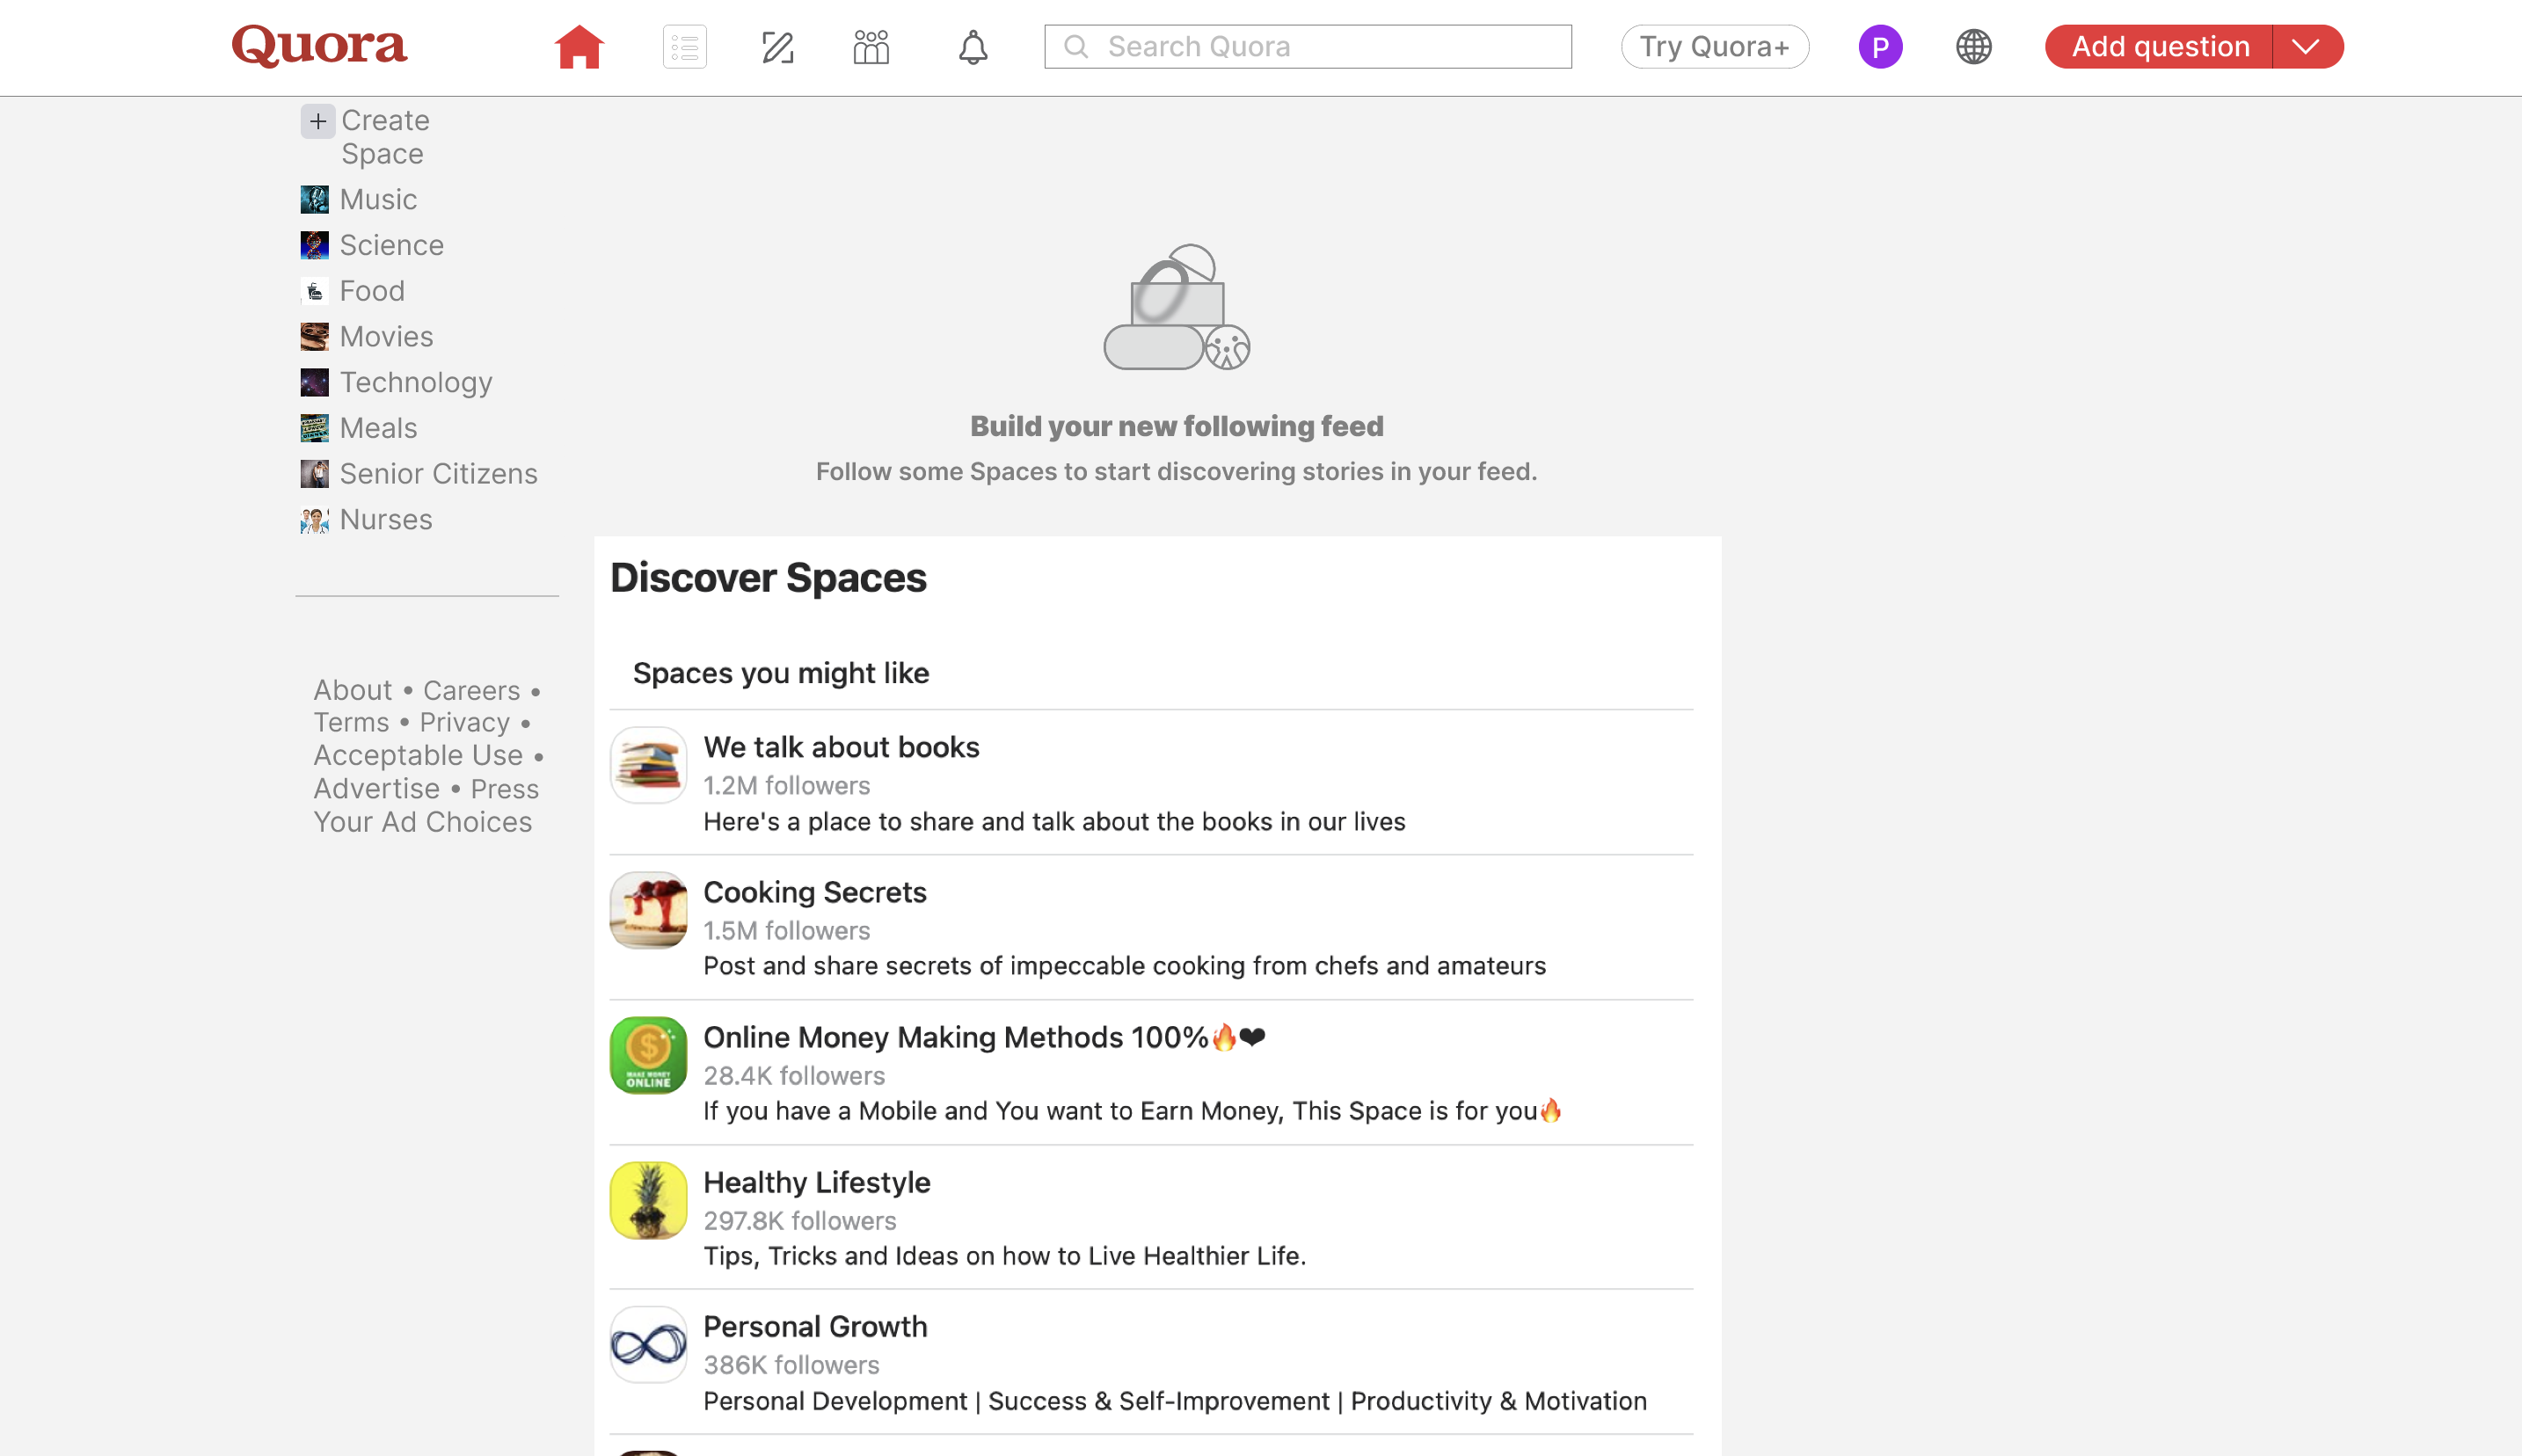 Quora
Search Quora
Try Quora+
P
Add question
Create
Space
Music
Science
Food
Movies
Technology
Meals
Senior Citizens
Nurses
About • Careers •
Terms • Privacy •
Acceptable Use •
Advertise • Press
Your Ad Choices
Build your new following feed
Follow some Spaces to start discovering stories in your feed.
Discover Spaces
Spaces you might like
We talk about books
1.2M followers
Here's a place to share and talk about the books in our lives
Cooking Secrets
1.5M followers
Post and share secrets of impeccable cooking from chefs and amateurs
MAKE MONEY
ONLINE
Online Money Making Methods 100%🔥❤
28.4K followers
If you have a Mobile and You want to Earn Money, This Space is for you🔥
Healthy Lifestyle
297.8K followers
Tips, Tricks and Ideas on how to Live Healthier Life.
Personal Growth
386K followers
Personal Development | Success & Self-Improvement | Productivity & Motivation